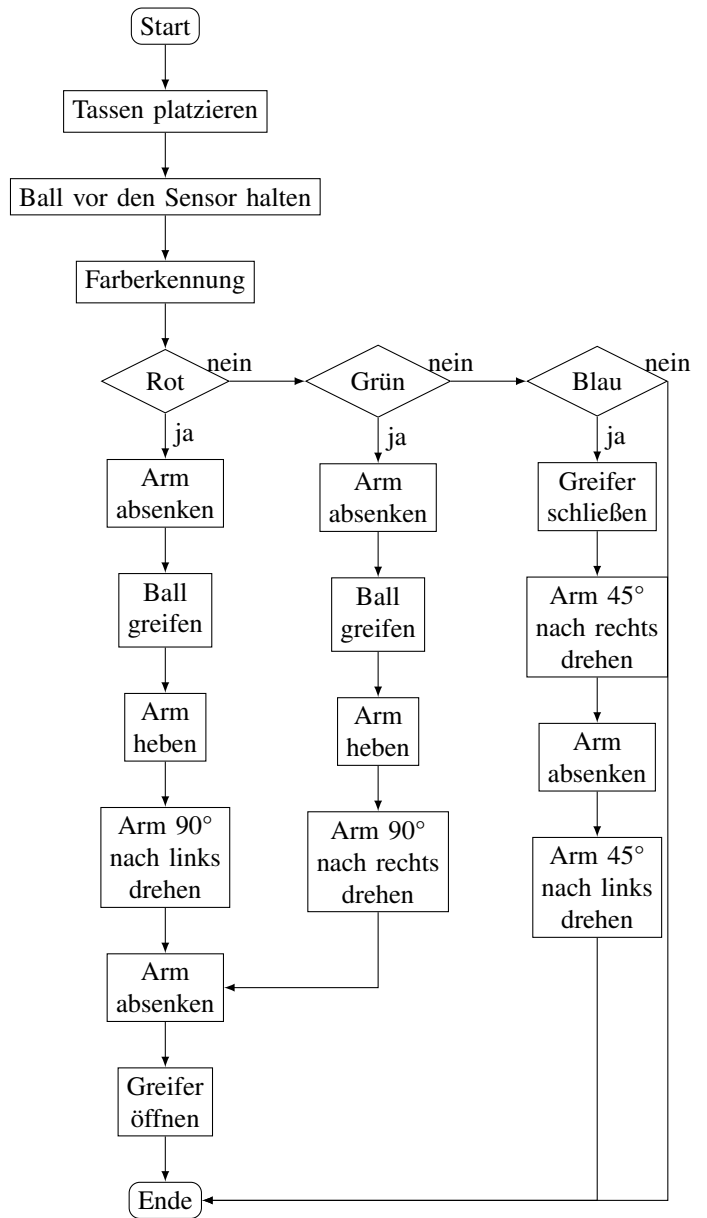 Start
Tassen platzieren
Ball vor den Sensor halten
Farberkennung
Rot
nein
Grün
nein
Blau
nein
ja
ja
ja
Arm
absenken
Ball
greifen
Arm
heben
Arm 90°
nach links
drehen
Arm
absenken
Greifer
öffnen
Ende
Arm
absenken
Ball
greifen
Arm
heben
Arm 90°
nach rechts
drehen
Greifer
schließen
Arm 45°
nach rechts
drehen
Arm
absenken
Arm 45°
nach links
drehen